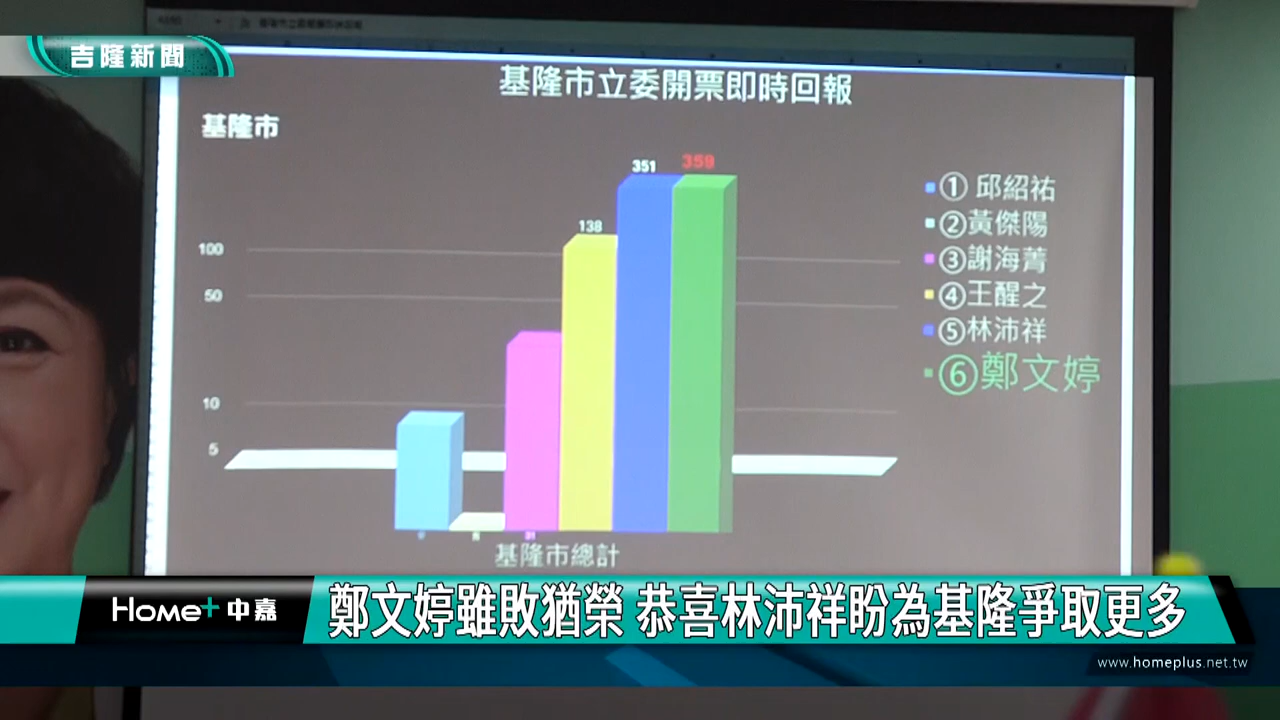 吉隆新聞
基隆市立委開票即時回報
基隆市
351
359
138
100
50
10
5
① 邱紹祐
②黃傑陽
③謝海菁
④王醒之
⑤林沛祥
⑥鄭文婷
31
基隆市總計
鄭文婷雖敗猶榮 恭喜林沛祥盼為基隆爭取更多
Home+ 中嘉
www.homeplus.net.tw